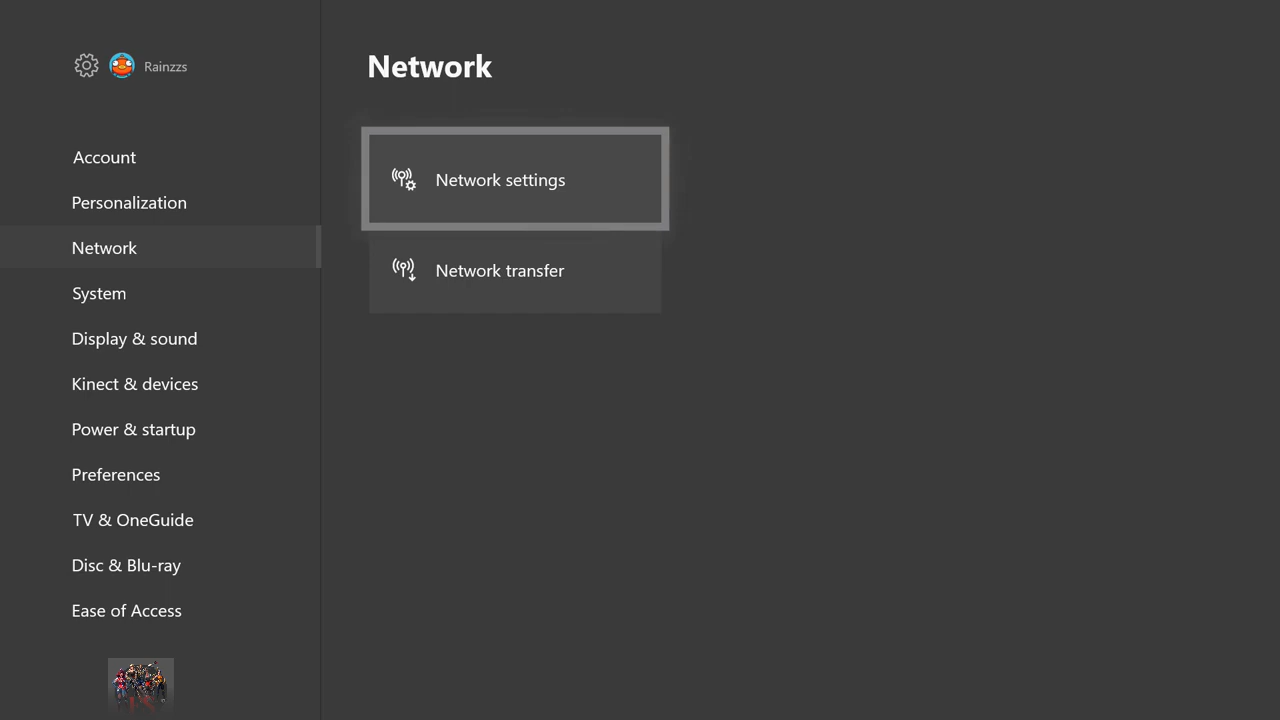 Rainzzs
Account
Personalization
Network
System
Display & sound
Kinect & devices
Power & startup
Preferences
TV & OneGuide
Disc & Blu-ray
Ease of Access
Network
Network settings
Network transfer